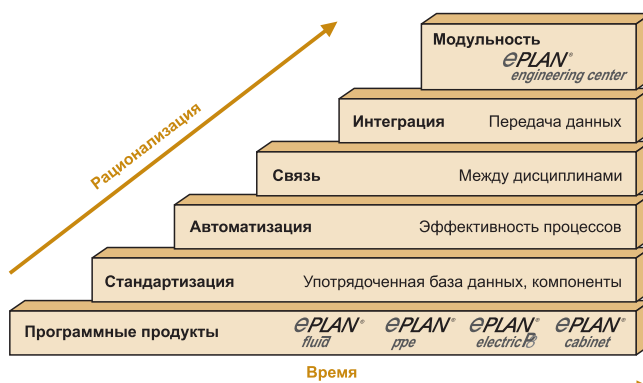 Модульность
ePLAN®
engineering center
Интеграция Передача данных
Рационализация
Связь Между дисциплинами
Автоматизация Эффективность процессов
Стандартизация Употрядоченная база данных, компоненты
Программные продукты ePLAN® fluid ePLAN® ppe ePLAN® electric P8 ePLAN® cabinet
Время